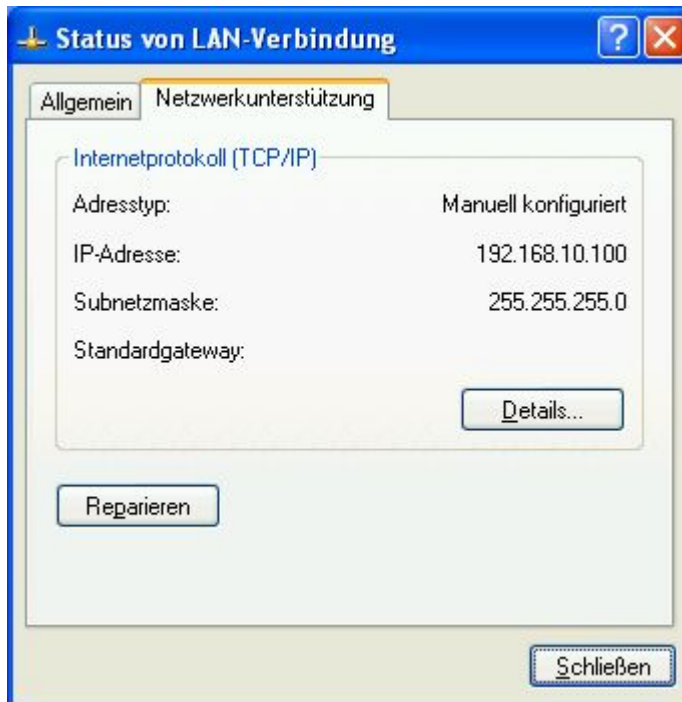 Status von LAN-Verbindung
Allgemein Netzwerkunterstützung
Internetprotokoll (TCP/IP)
Adresstyp: Manuell konfiguriert
IP-Adresse: 192.168.10.100
Subnetzmaske: 255.255.255.0
Standardgateway:
Details...
Reparieren
Schließen